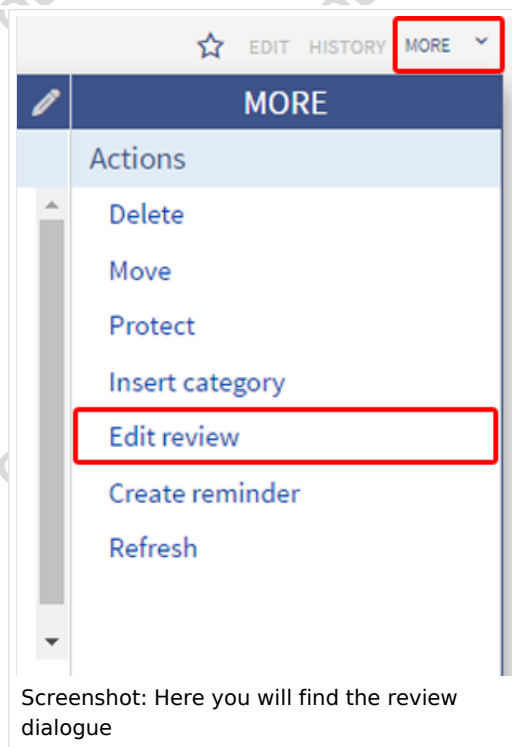 EDIT HISTORY MORE
MORE
Actions
Delete
Move
Protect
Insert category
Edit review
Create reminder
Refresh
Screenshot: Here you will find the review
dialogue